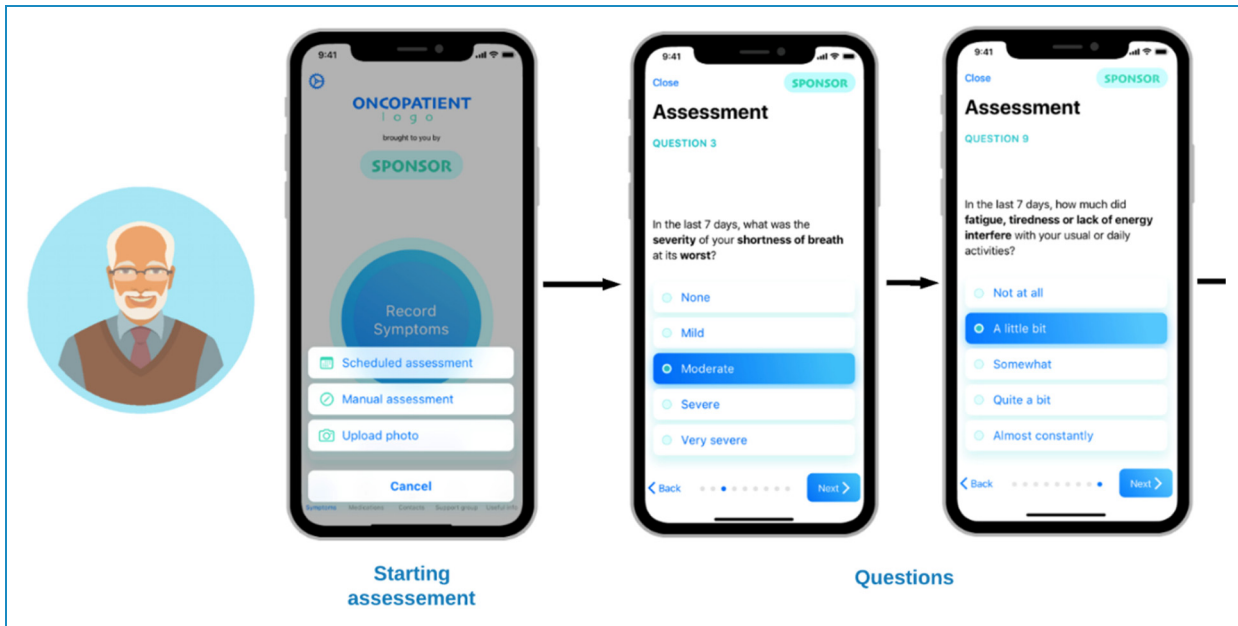 9:41
ONCOPATIENT
logo
brought to you by
SPONSOR
Record
Symptoms
Scheduled assessment
Manual assessment
Upload photo
Cancel
Symptoms Medications Contacts Support group Useful info
Starting
assessement
9:41
Close SPONSOR
Assessment
QUESTION 3
In the last 7 days, what was the
severity of your shortness of breath
at its worst?
None
Mild
Moderate
Severe
Very severe
Back Next
9:41
Close SPONSOR
Assessment
QUESTION 9
In the last 7 days, how much did
fatigue, tiredness or lack of energy
interfere with your usual or daily
activities?
Not at all
A little bit
Somewhat
Quite a bit
Almost constantly
Back Next
Questions